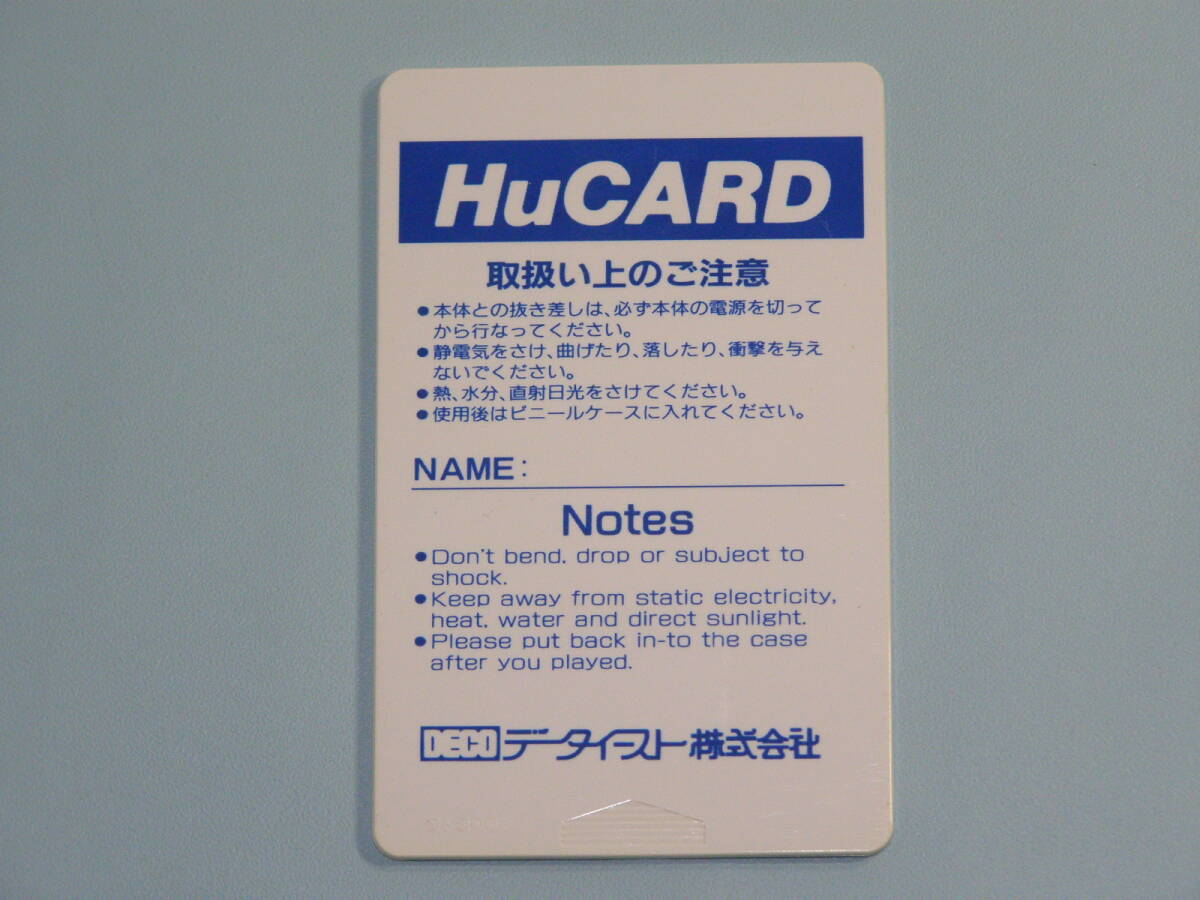 HuCARD
取扱い上のご注意
●本体との抜き差しは、必ず本体の電源を切って
から行なってください。
●静電気をさけ、曲げたり、落したり、衝撃を与え
ないでください。
●熱、水分、直射日光をさけてください。
●使用後はビニールケースに入れてください。
NAME:
Notes
●Don't bend, drop or subject to
shock.
●Keep away from static electricity,
heat, water and direct sunlight.
●Please put back in-to the case
after you played.
DECO データイースト株式会社